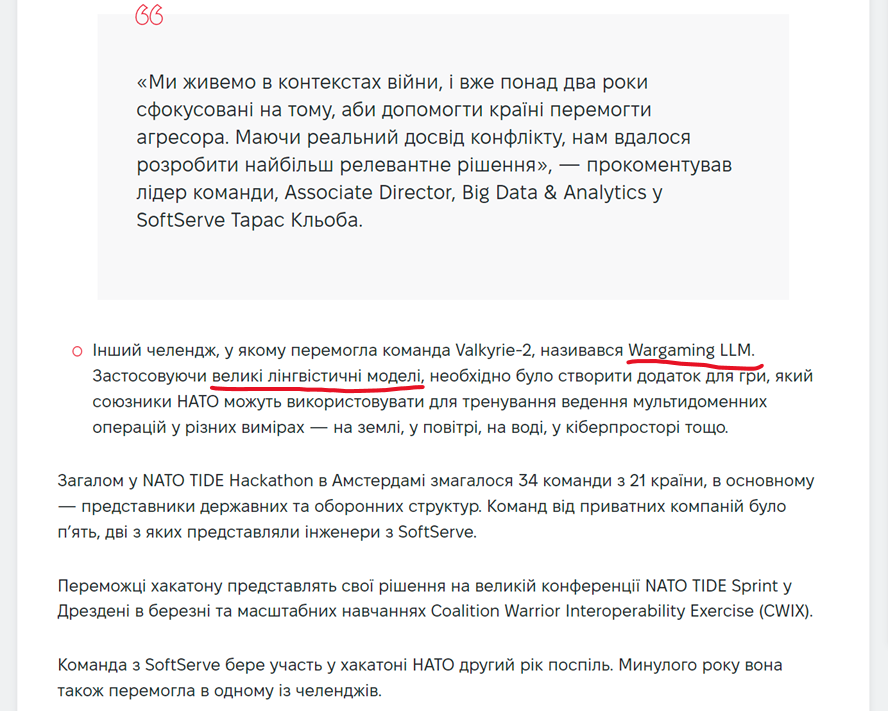 «Ми живемо в контекстах війни, і вже понад два роки
сфокусовані на тому, аби допомогти країні перемогти
агресора. Маючи реальний досвід конфлікту, нам вдалося
розробити найбільш релевантне рішення», — прокоментував
лідер команди, Associate Director, Big Data & Analytics у
SoftServe Тарас Кльоба.
Інший челендж, у якому перемогла команда Valkyrie-2, називався Wargaming LLM.
Застосовуючи великі лінгвістичні моделі, необхідно було створити додаток для гри, який
союзники НАТО можуть використовувати для тренування ведення мультидоменних
операцій у різних вимірах — на землі, у повітрі, на воді, у кіберпросторі тощо.
Загалом у NATO TIDE Hackathon в Амстердамі змагалося 34 команди з 21 країни, в основному
— представники державних та оборонних структур. Команд від приватних компаній було
п’ять, дві з яких представляли інженери з SoftServe.
Переможці хакатону представлять свої рішення на великій конференції NATO TIDE Sprint у
Дрездені в березні та масштабних навчаннях Coalition Warrior Interoperability Exercise (CWIX).
Команда з SoftServe бере участь у хакатоні НАТО другий рік поспіль. Минулого року вона
також перемогла в одному із челенджів.